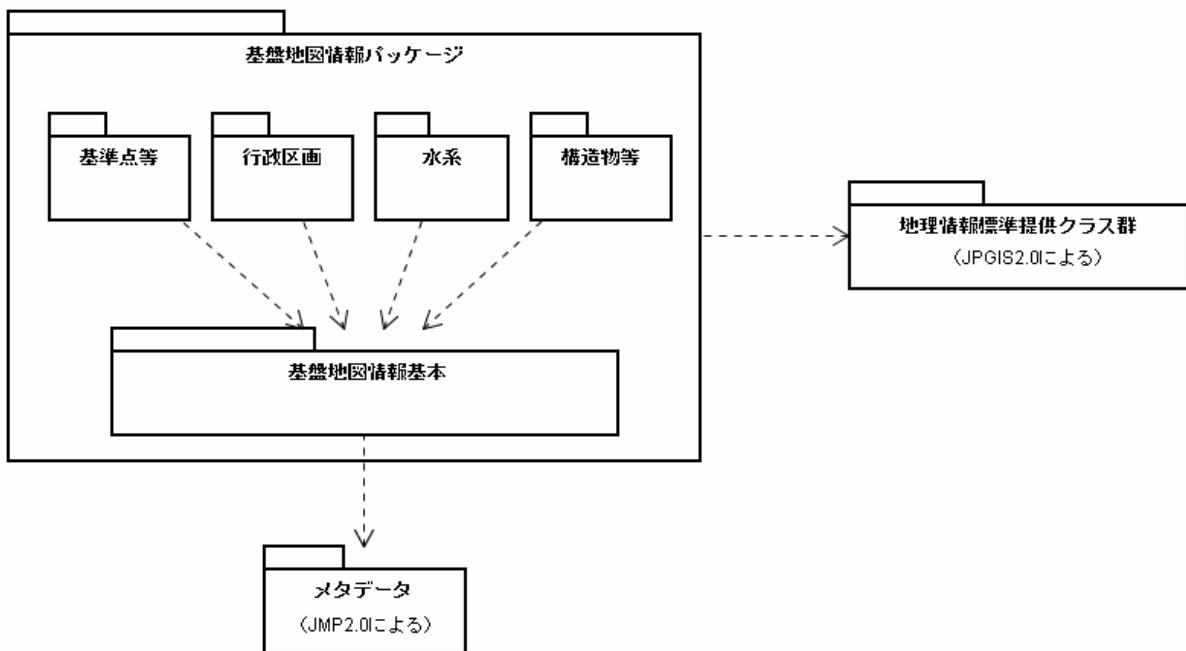 基盤地図情報パッケージ
基準点等
行政区画
水系
構造物等
地理情報標準提供クラス群
（JPGIS2.0による）
基盤地図情報基本
メタデータ
（JMP2.0による）